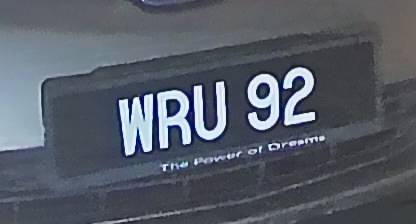 WRU 92
The Power of Dreams